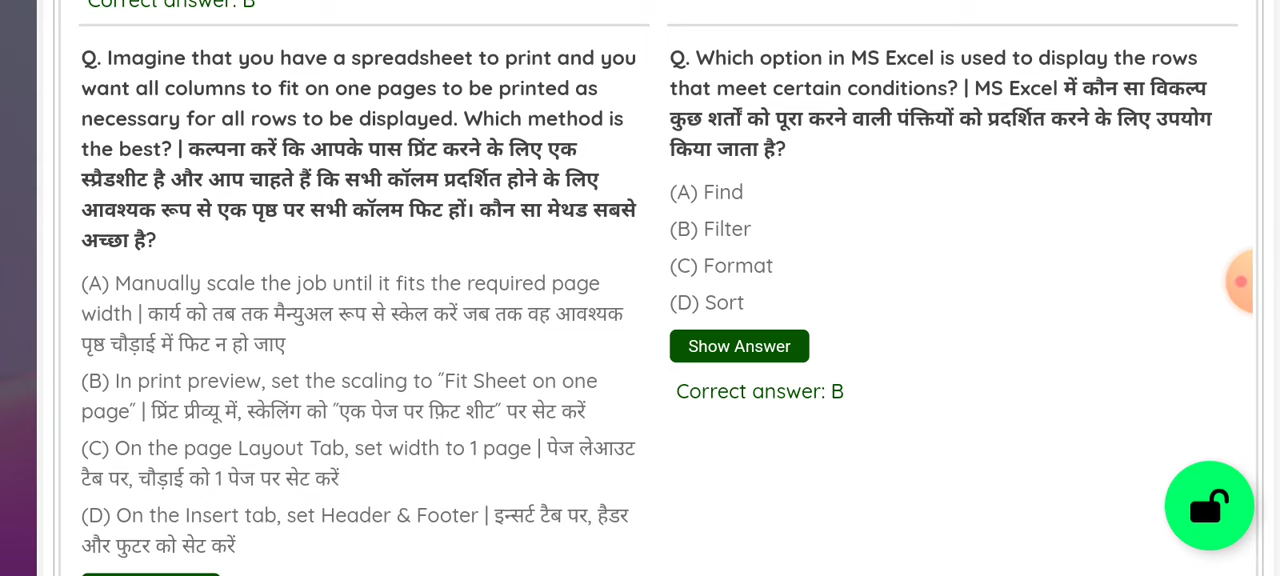 Correct answer: B
Q. Imagine that you have a spreadsheet to print and you
want all columns to fit on one pages to be printed as
necessary for all rows to be displayed. Which method is
the best? | कल्पना करें कि आपके पास प्रिंट करने के लिए एक
स्प्रैडशीट है और आप चाहते हैं कि सभी कॉलम प्रदर्शित होने के लिए
आवश्यक रूप से एक पृष्ठ पर सभी कॉलम फिट हों। कौन सा मेथड सबसे
अच्छा है?
(A) Manually scale the job until it fits the required page
width | कार्य को तब तक मैन्युअल रूप से स्केल करें जब तक वह आवश्यक
पृष्ठ चौड़ाई में फिट न हो जाए
(B) In print preview, set the scaling to "Fit Sheet on one
page" | प्रिंट प्रीव्यू में, स्केलिंग को "एक पेज पर फ़िट शीट" पर सेट करें
(C) On the page Layout Tab, set width to 1 page | पेज लेआउट
टैब पर, चौड़ाई को 1 पेज पर सेट करें
(D) On the Insert tab, set Header & Footer | इन्सर्ट टैब पर, हैडर
और फुटर को सेट करें
Q. Which option in MS Excel is used to display the rows
that meet certain conditions? | MS Excel में कौन सा विकल्प
कुछ शर्तों को पूरा करने वाली पंक्तियों को प्रदर्शित करने के लिए उपयोग
किया जाता है?
(A) Find
(B) Filter
(C) Format
(D) Sort
Show Answer
Correct answer: B